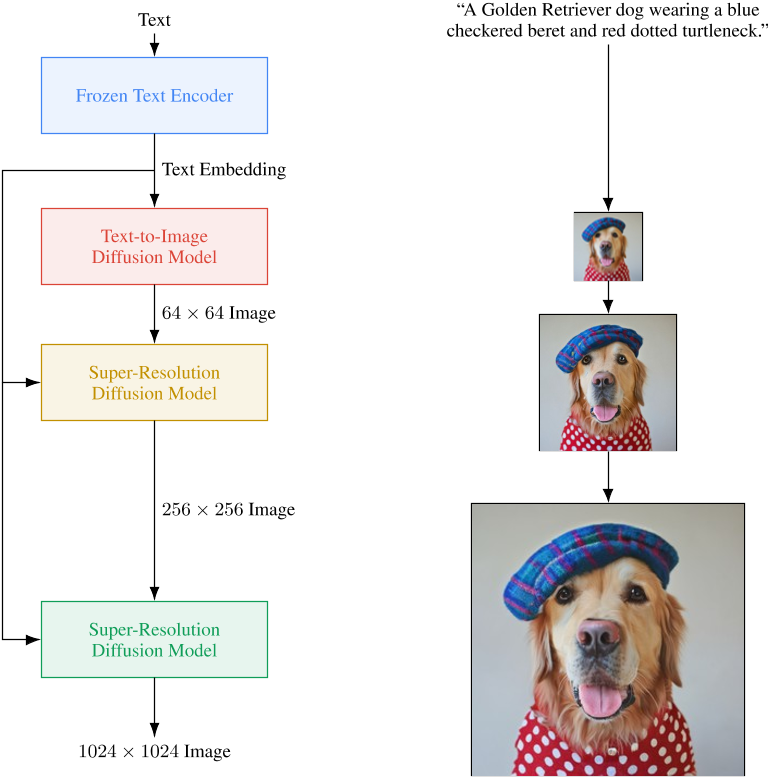 Text
Frozen Text Encoder
Text Embedding
Text-to-Image
Diffusion Model
64 × 64 Image
Super-Resolution
Diffusion Model
256 × 256 Image
Super-Resolution
Diffusion Model
1024 × 1024 Image
“A Golden Retriever dog wearing a blue
checkered beret and red dotted turtleneck.”